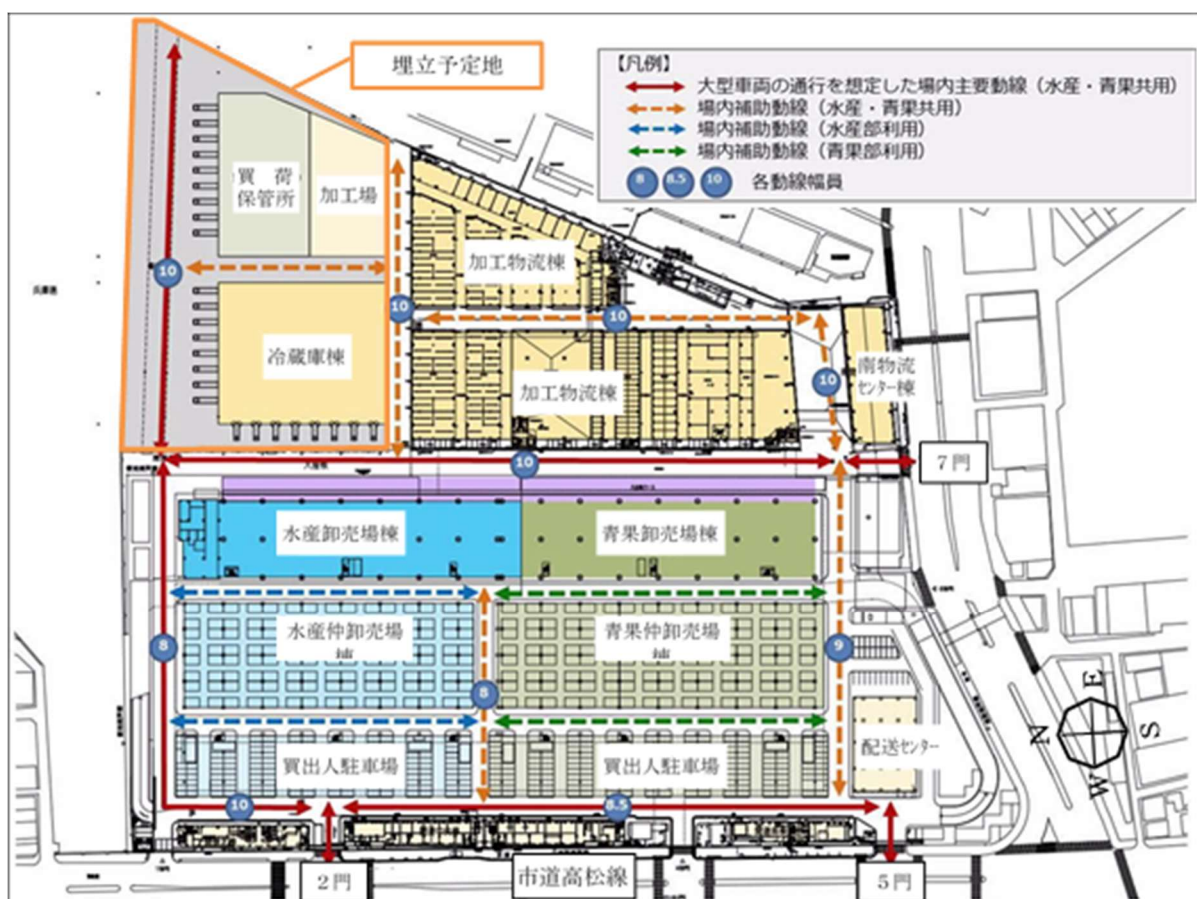 埋立予定地
【凡例】
大型車両の通行を想定した場内主要動線（水産・青果共用）
場内補助動線（水産・青果共用）
場内補助動線（水産部利用）
場内補助動線（青果部利用）
8 8.5 10 各動線幅員
買 荷
保管所
加工場
加工物流棟
10
10
10
冷蔵庫棟
加工物流棟
10
南物流
センター棟
10
7門
水産卸売場棟
青果卸売場棟
水産仲卸売場
棟
青果仲卸売場
棟
8
8
9
買出人駐車場
買出人駐車場
配送センター
10
8.5
2門
市道高松線
5門
E
N
S
W